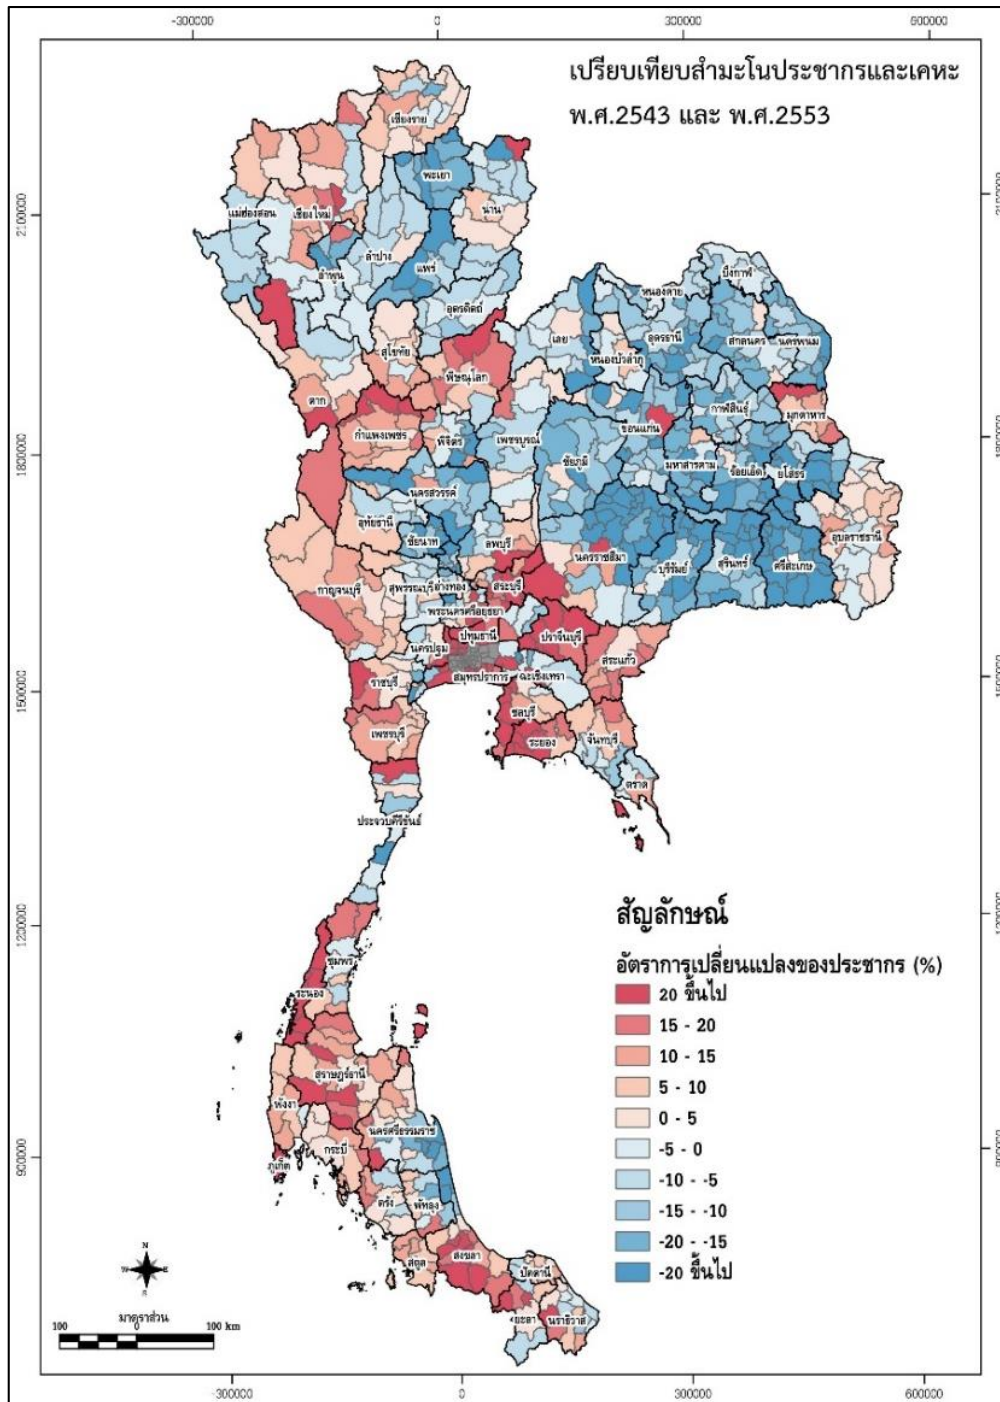 -300000 0 300000 600000
เปรียบเทียบสำมะโนประชากรและเคหะ
พ.ศ.2543 และ พ.ศ.2553
เชียงราย
พะเยา
น่าน
แม่ฮ่องสอน
เชียงใหม่
ลำปาง
ลำพูน
แพร่
อุตรดิตถ์
บึงกาฬ
หนองคาย
เลย
อุดรธานี
สกลนคร
นครพนม
หนองบัวลำภู
สุโขทัย
พิษณุโลก
ตาก
กำแพงเพชร
พิจิตร
เพชรบูรณ์
ขอนแก่น
กาฬสินธุ์
มุกดาหาร
ชัยภูมิ
มหาสารคาม
ร้อยเอ็ด
ยโสธร
นครสวรรค์
อุทัยธานี
ชัยนาท
ลพบุรี
นครราชสีมา
บุรีรัมย์
สุรินทร์
ศรีสะเกษ
อุบลราชธานี
กาญจนบุรี
สุพรรณบุรี
อ่างทอง
สระบุรี
พระนครศรีอยุธยา
ปทุมธานี
ปราจีนบุรี
นครปฐม
สระแก้ว
สมุทรปราการ
ฉะเชิงเทรา
ราชบุรี
ชลบุรี
เพชรบุรี
ระยอง
จันทบุรี
ตราด
ประจวบคีรีขันธ์
ชุมพร
ระนอง
สุราษฎร์ธานี
พังงา
นครศรีธรรมราช
กระบี่
ภูเก็ต
ตรัง
พัทลุง
สงขลา
สตูล
ปัตตานี
ยะลา
นราธิวาส
2100000
1800000
1500000
1200000
900000
สัญลักษณ์
อัตราการเปลี่ยนแปลงของประชากร (%)
20 ขึ้นไป
15 - 20
10 - 15
5 - 10
0 - 5
-5 - 0
-10 - -5
-15 - -10
-20 - -15
-20 ขึ้นไป
N
W E
S
มาตราส่วน
100 0 100 km
-300000 0 300000 600000